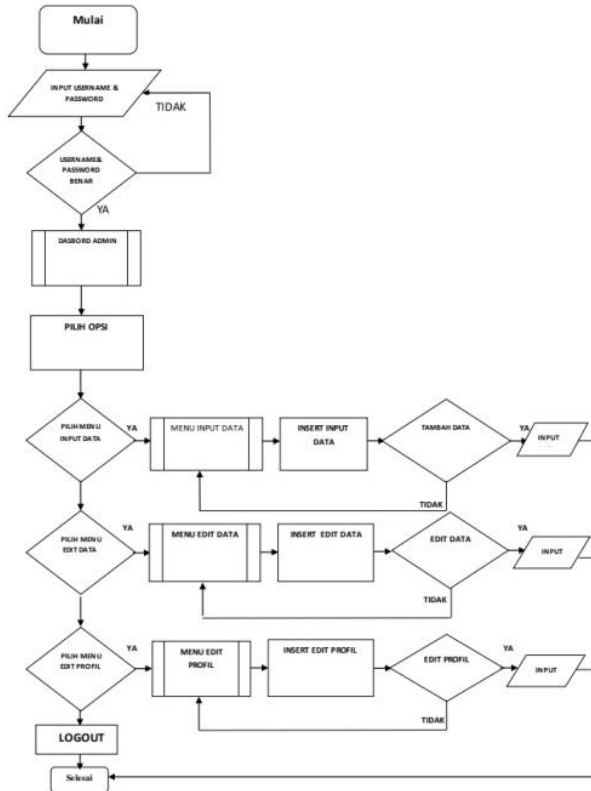 Mulai
INPUT USERNAME &
PASSWORD
TIDAK
USERNAME&
PASSWORD
BENAR
YA
DASBORD ADMIN
PILIH OPSI
PILIH MENU
INPUT DATA
YA
MENU INPUT DATA
INSERT INPUT
DATA
TAMBAH DATA
YA
INPUT
TIDAK
PILIH MENU
EDIT DATA
YA
MENU EDIT DATA
INSERT EDIT DATA
EDIT DATA
YA
INPUT
TIDAK
PILIH MENU
EDIT PROFIL
YA
MENU EDIT
PROFIL
INSERT EDIT PROFIL
EDIT PROFIL
YA
INPUT
TIDAK
LOGOUT
Selesai